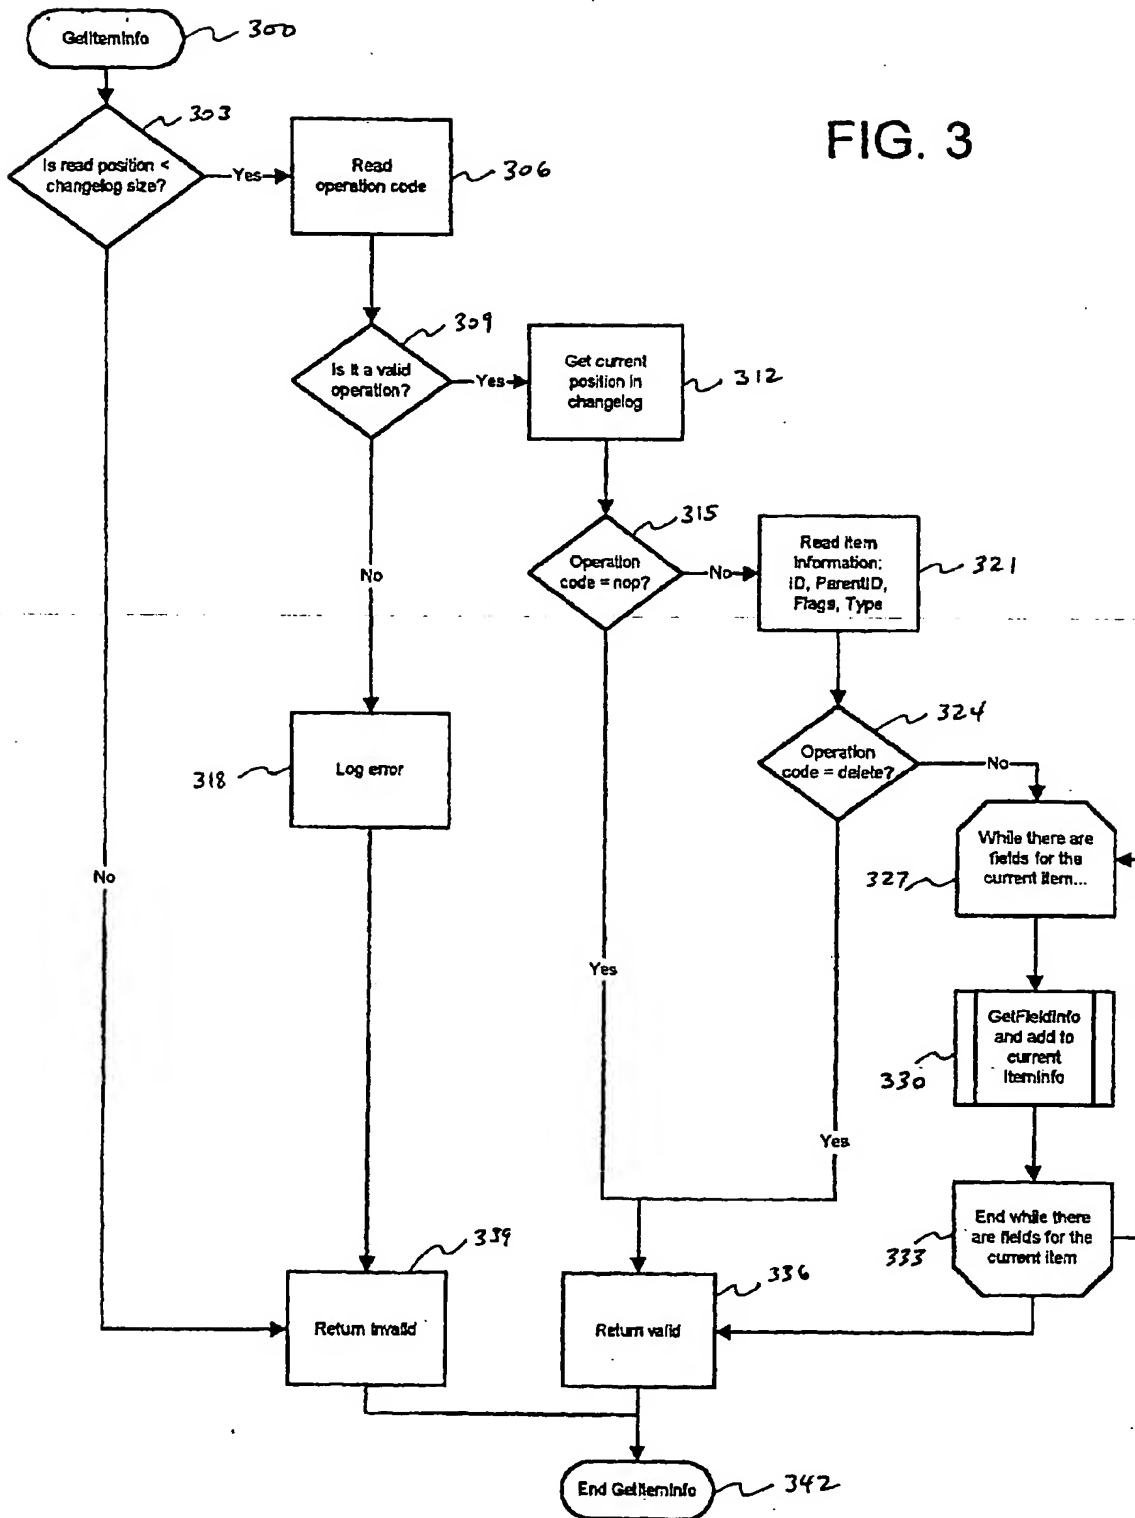 GetItemInfo
300
303
FIG. 3
Is read position <
changelog size?
Yes
Read
operation code
306
309
Is it a valid
operation?
Yes
Get current
position in
changelog
312
315
No
Operation
code = nop?
No
Read item
information:
ID, ParentID,
Flags, Type
321
324
318
Log error
Operation
code = delete?
No
No
While there are
fields for the
current item...
327
Yes
GetFieldInfo
and add to
current
ItemInfo
330
Yes
End while there
are fields for the
current item
333
339
336
Return invalid
Return valid
End GetItemInfo
342